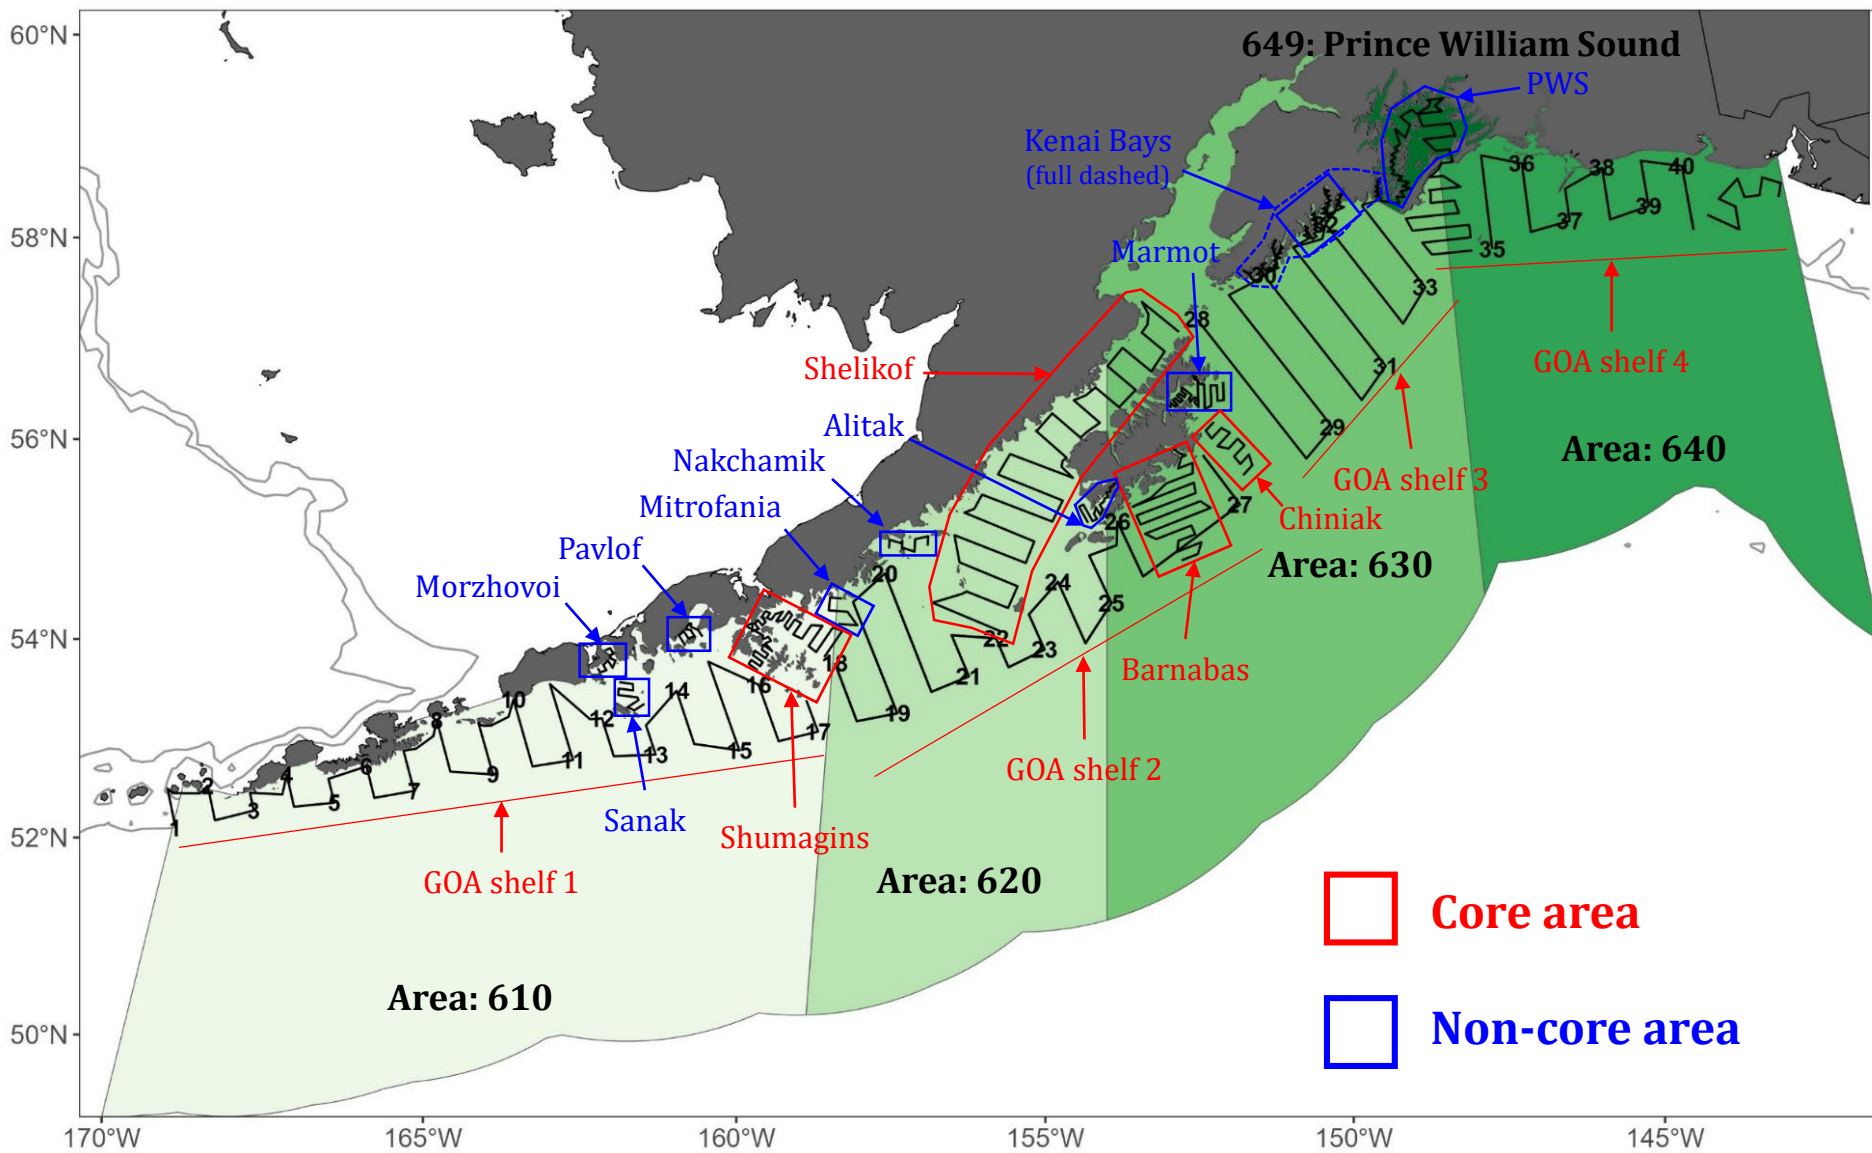 60°N
58°N
56°N
54°N
52°N
50°N
170°W
165°W
160°W
155°W
150°W
145°W
649: Prince William Sound
PWS
Kenai Bays
(full dashed)
Marmot
Shelikof
Alitak
Nakchamik
Mitrofania
Pavlof
Morzhovoi
Sanak
Shumagins
Barnabas
Chiniak
GOA shelf 1
GOA shelf 2
GOA shelf 3
GOA shelf 4
Area: 610
Area: 620
Area: 630
Area: 640
Core area
Non-core area
1
2
3
4
5
6
7
8
9
10
11
12
13
14
15
16
17
18
19
20
21
22
23
24
25
26
27
28
29
30
31
32
33
35
36
37
38
39
40